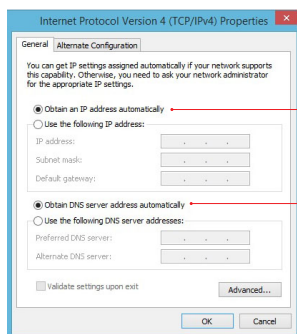 Internet Protocol Version 4 (TCP/IPv4) Properties
General Alternate Configuration
You can get IP settings assigned automatically if your network supports
this capability. Otherwise, you need to ask your network administrator
for the appropriate IP settings.
Obtain an IP address automatically
Use the following IP address:
IP address:
Subnet mask:
Default gateway:
Obtain DNS server address automatically
Use the following DNS server addresses:
Preferred DNS server:
Alternate DNS server:
Validate settings upon exit
Advanced...
OK Cancel